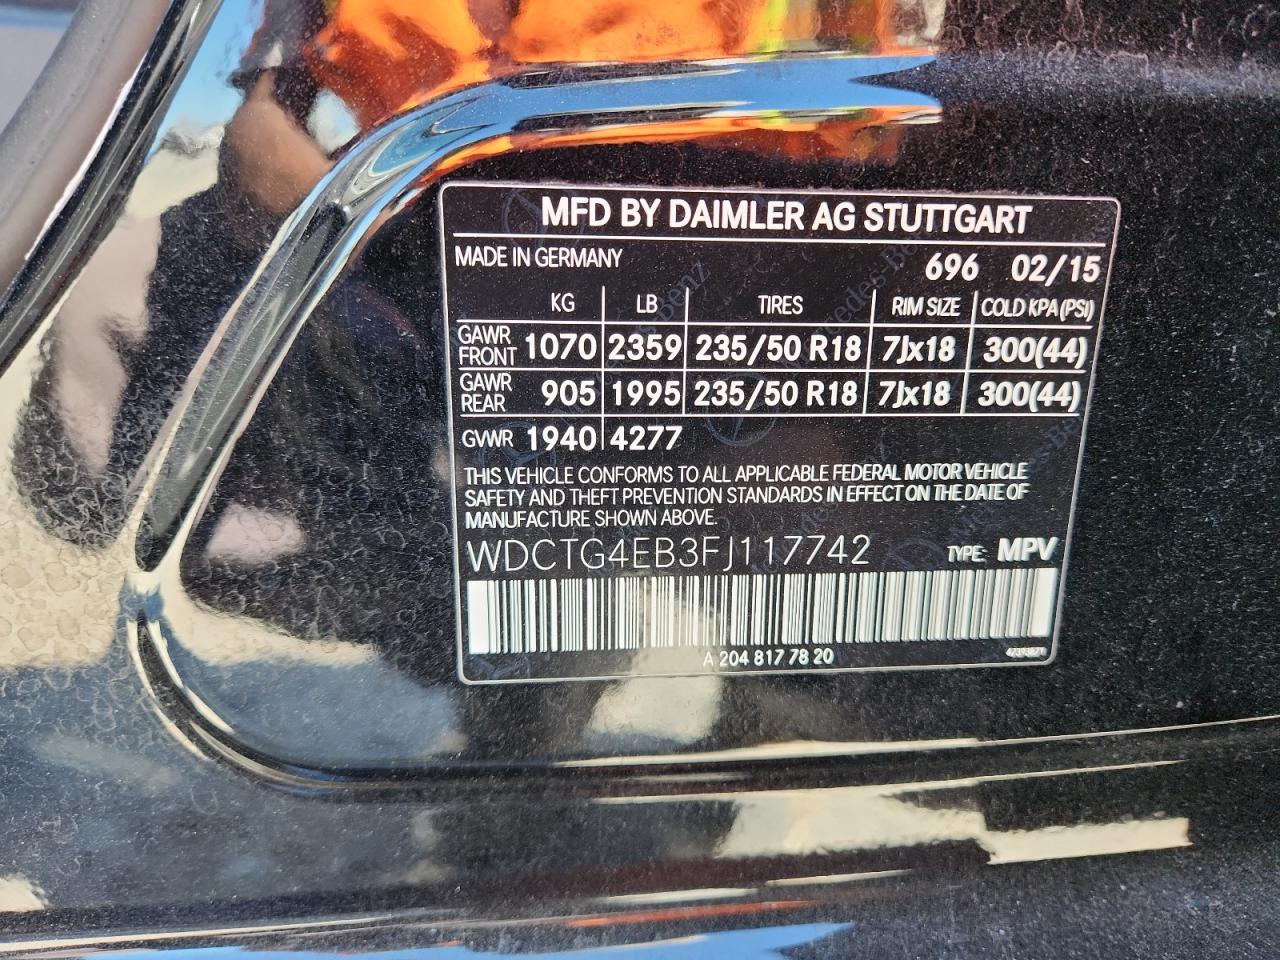 MFD BY DAIMLER AG STUTTGART
MADE IN GERMANY 696 02/15
KG LB TIRES RIM SIZE COLD KPA (PSI)
GAWR FRONT 1070 2359 235/50 R18 7Jx18 300(44)
GAWR REAR 905 1995 235/50 R18 7Jx18 300(44)
GVWR 1940 4277
THIS VEHICLE CONFORMS TO ALL APPLICABLE FEDERAL MOTOR VEHICLE
SAFETY AND THEFT PREVENTION STANDARDS IN EFFECT ON THE DATE OF
MANUFACTURE SHOWN ABOVE.
WDCTG4EB3FJ117742 TYPE: MPV
A 204 817 78 20